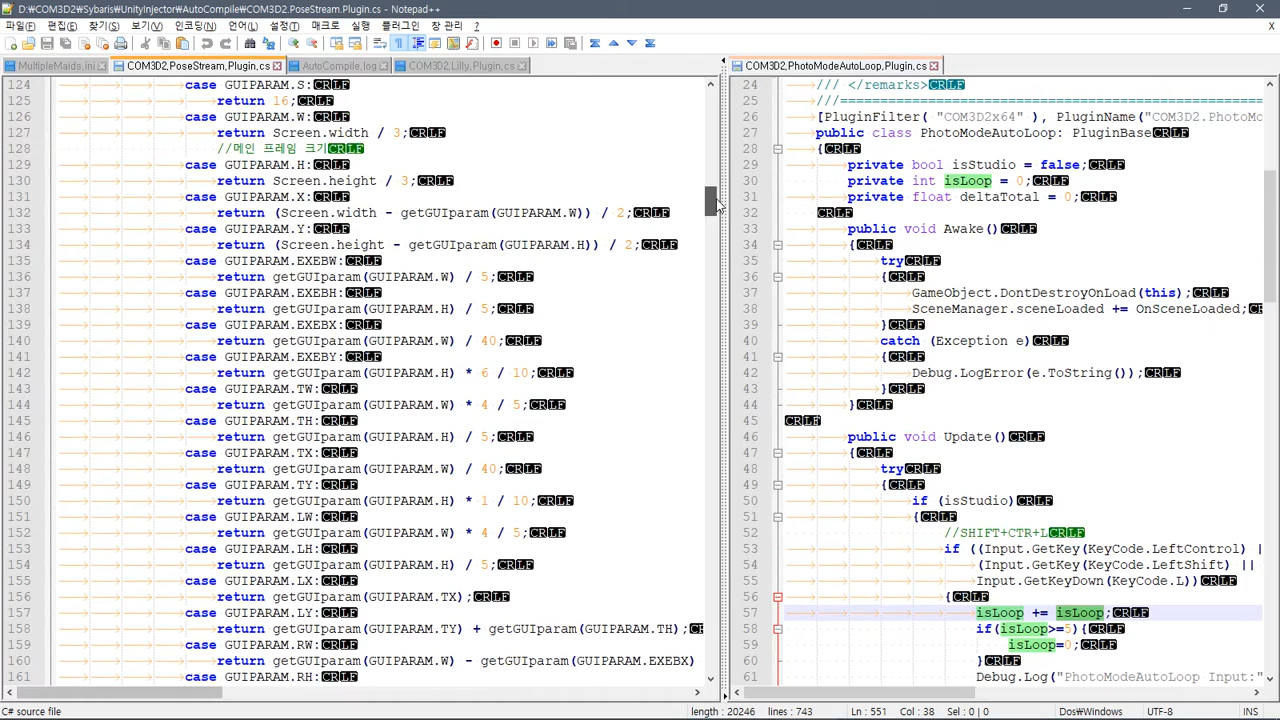 D:₩COM3D2₩Sybaris₩UnityInjector₩AutoCompile₩COM3D2.PoseStream.Plugin.cs - Notepad++
파일(F) 편집(E) 찾기(S) 보기(V) 인코딩(N) 언어(L) 설정(T) 매크로 실행 플러그인 창 관리 ? X
MultipleMaids,ini COM3D2,PoseStream,Plugin,cs AutoCompile,log COM3D2,Lilly,Plugin,cs
124 case GUIPARAM.S:CRLF
125 return 16;CRLF
126 case GUIPARAM.W:CRLF
127 return Screen.width / 3;CRLF
128 //메인 프레임 크기CRLF
129 case GUIPARAM.H:CRLF
130 return Screen.height / 3;CRLF
131 case GUIPARAM.X:CRLF
132 return (Screen.width - getGUIparam(GUIPARAM.W)) / 2;CRLF
133 case GUIPARAM.Y:CRLF
134 return (Screen.height - getGUIparam(GUIPARAM.H)) / 2;CRLF
135 case GUIPARAM.EXEBW:CRLF
136 return getGUIparam(GUIPARAM.W) / 5;CRLF
137 case GUIPARAM.EXEBH:CRLF
138 return getGUIparam(GUIPARAM.H) / 5;CRLF
139 case GUIPARAM.EXEBX:CRLF
140 return getGUIparam(GUIPARAM.W) / 40;CRLF
141 case GUIPARAM.EXEBY:CRLF
142 return getGUIparam(GUIPARAM.H) * 6 / 10;CRLF
143 case GUIPARAM.TW:CRLF
144 return getGUIparam(GUIPARAM.W) * 4 / 5;CRLF
145 case GUIPARAM.TH:CRLF
146 return getGUIparam(GUIPARAM.H) / 5;CRLF
147 case GUIPARAM.TX:CRLF
148 return getGUIparam(GUIPARAM.W) / 40;CRLF
149 case GUIPARAM.TY:CRLF
150 return getGUIparam(GUIPARAM.H) * 1 / 10;CRLF
151 case GUIPARAM.LW:CRLF
152 return getGUIparam(GUIPARAM.W) * 4 / 5;CRLF
153 case GUIPARAM.LH:CRLF
154 return getGUIparam(GUIPARAM.H) / 5;CRLF
155 case GUIPARAM.LX:CRLF
156 return getGUIparam(GUIPARAM.TX);CRLF
157 case GUIPARAM.LY:CRLF
158 return getGUIparam(GUIPARAM.TY) + getGUIparam(GUIPARAM.TH);CR
159 case GUIPARAM.RW:CRLF
160 return getGUIparam(GUIPARAM.W) - getGUIparam(GUIPARAM.EXEBX)
161 case GUIPARAM.RH:CRLF
COM3D2,PhotoModeAutoLoop,Plugin,cs
24 /// </remarks>CRLF
25 ///=====================================================
26 [PluginFilter( "COM3D2x64" ), PluginName("COM3D2.PhotoMo
27 public class PhotoModeAutoLoop: PluginBaseCRLF
28 {CRLF
29 private bool isStudio = false;CRLF
30 private int isLoop = 0;CRLF
31 private float deltaTotal = 0;CRLF
32 CRLF
33 public void Awake()CRLF
34 {CRLF
35 tryCRLF
36 {CRLF
37 GameObject.DontDestroyOnLoad(this);CRLF
38 SceneManager.sceneLoaded += OnSceneLoaded;CR
39 }CRLF
40 catch (Exception e)CRLF
41 {CRLF
42 Debug.LogError(e.ToString());CRLF
43 }CRLF
44 }CRLF
45 CRLF
46 public void Update()CRLF
47 {CRLF
48 tryCRLF
49 {CRLF
50 if (isStudio)CRLF
51 {CRLF
52 //SHIFT+CTR+LCRLF
53 if ((Input.GetKey(KeyCode.LeftControl) |
54 (Input.GetKey(KeyCode.LeftShift) ||
55 Input.GetKeyDown(KeyCode.L))CRLF
56 {CRLF
57 isLoop += isLoop;CRLF
58 if(isLoop>=5){CRLF
59 isLoop=0;CRLF
60 }CRLF
61 Debug.Log("PhotoModeAutoLoop Input:"
C# source file length : 20246 lines : 743 Ln : 551 Col : 38 Sel : 0 | 0 Dos₩Windows UTF-8 INS